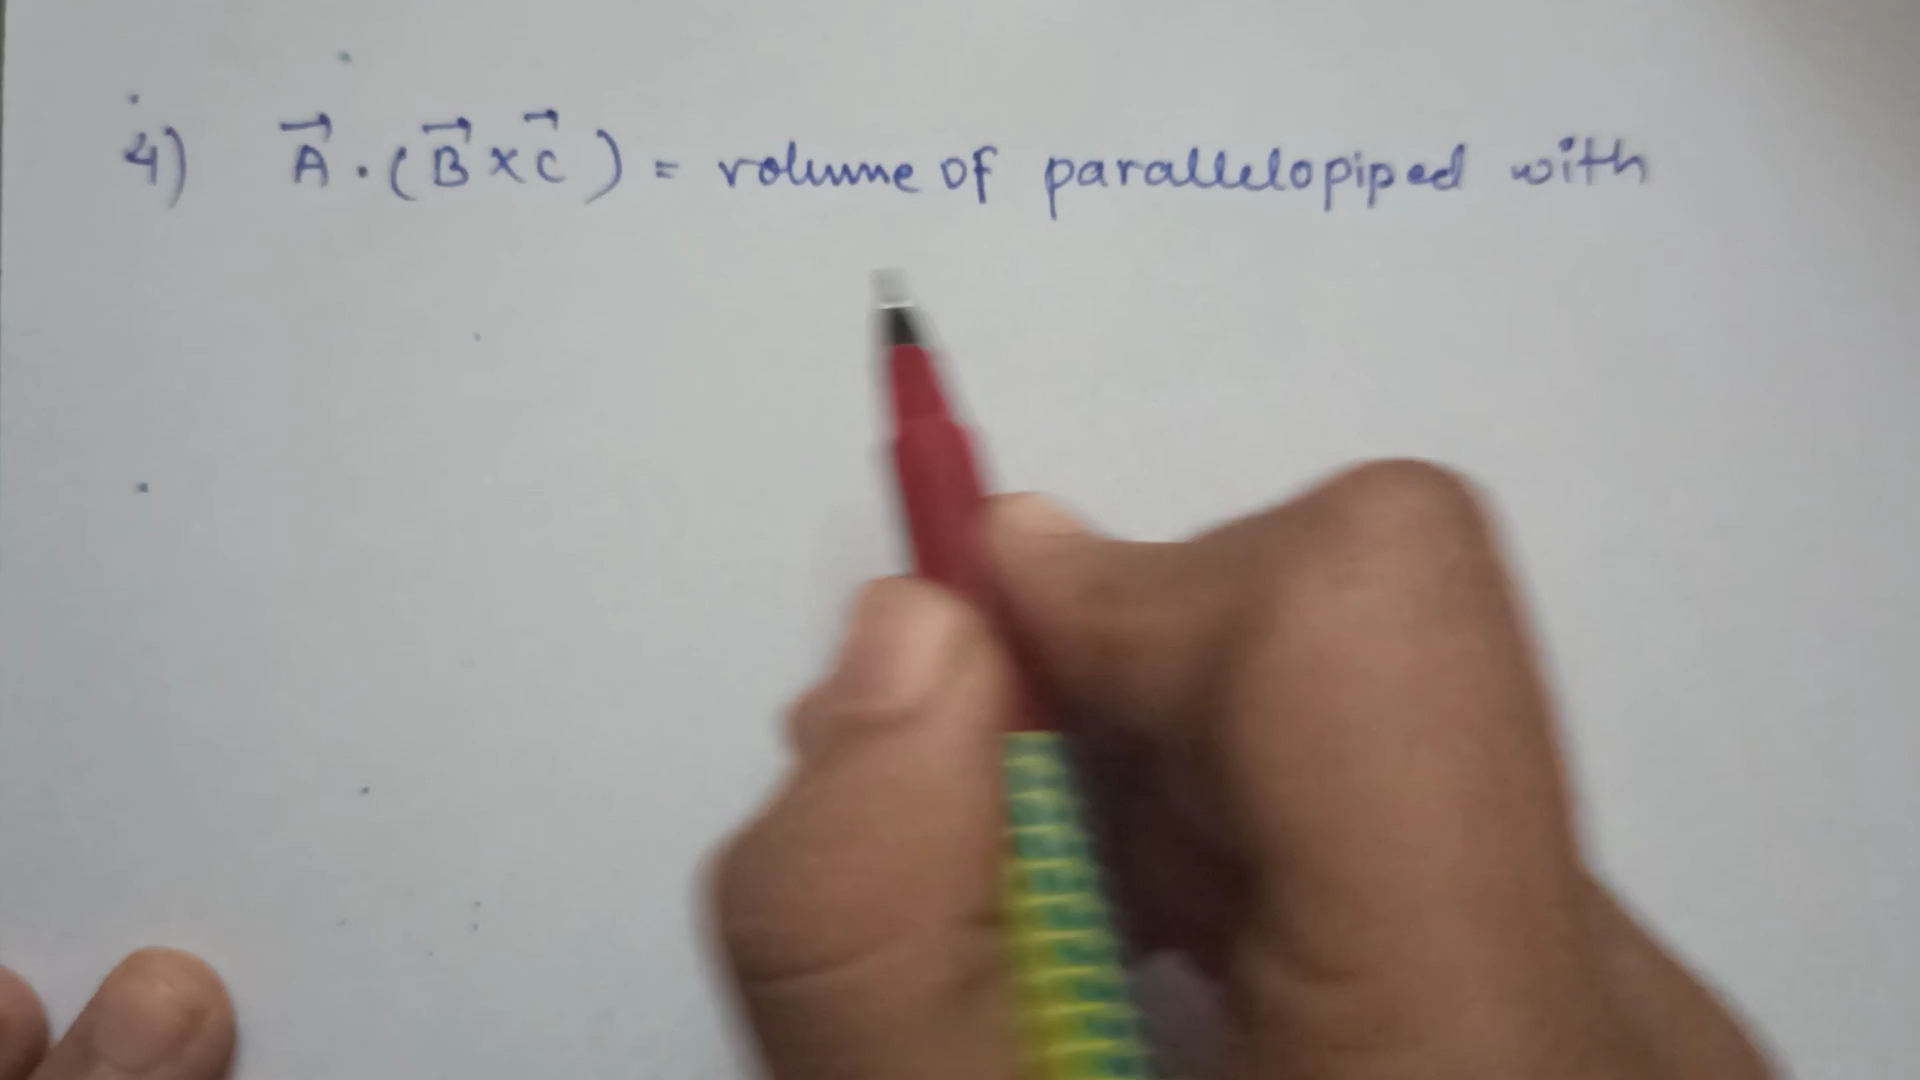 4) A⃗ · (B⃗ × C⃗) = volume of parallelopiped with